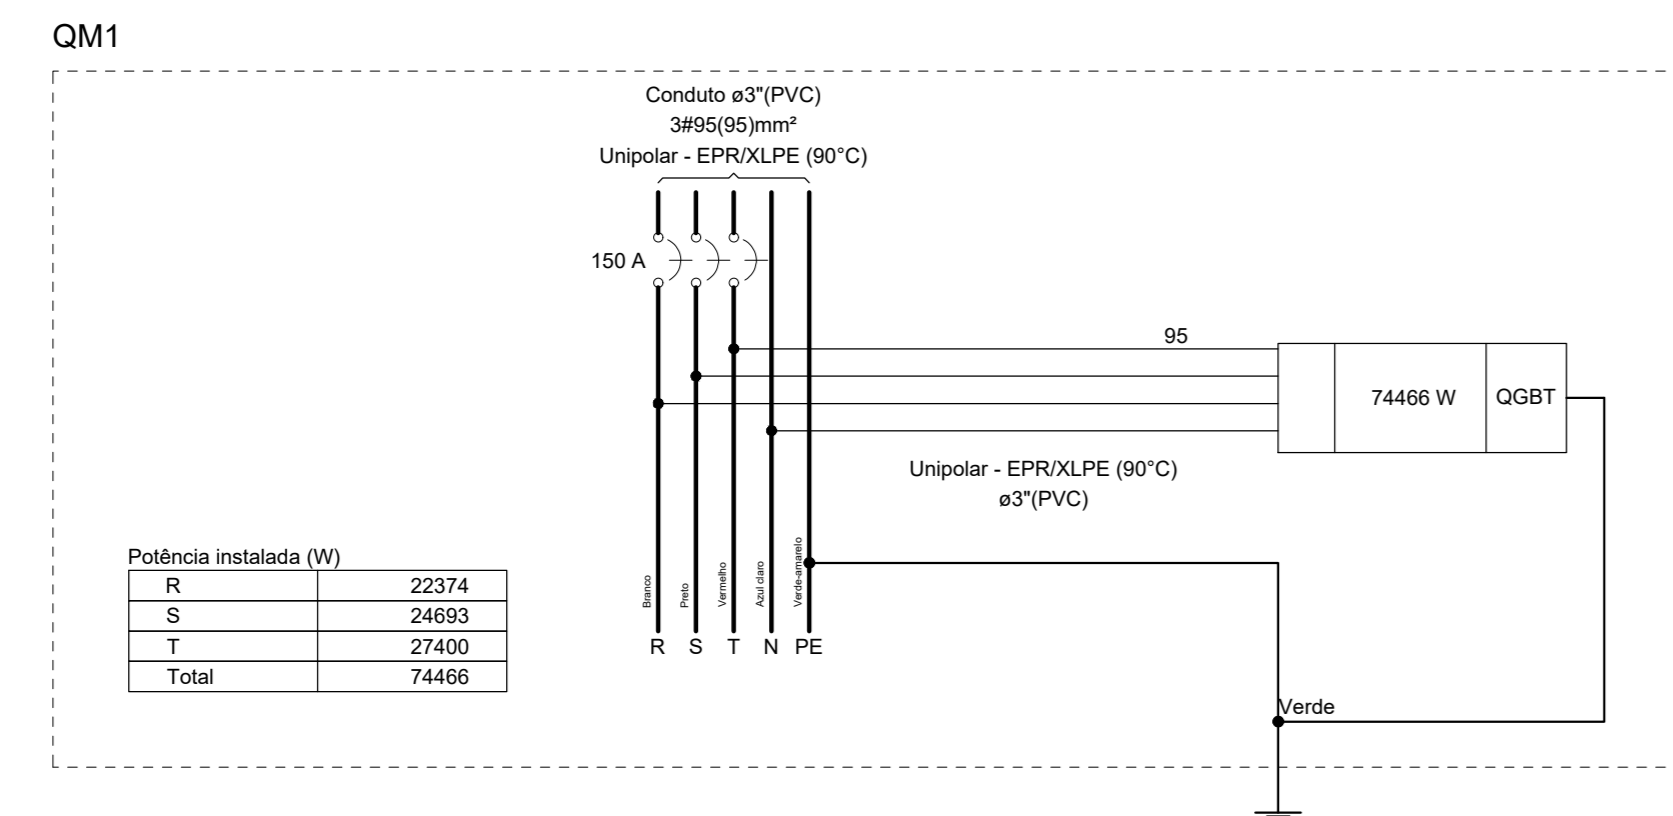 QM1
Conduto ø3"(PVC)
3#95(95)mm²
Unipolar - EPR/XLPE (90°C)
150 A
95
74466 W QGBT
Unipolar - EPR/XLPE (90°C)
ø3"(PVC)
Potência instalada (W)
R 22374
S 24693
T 27400
Total 74466
Branco
Preto
Vermelho
Azul claro
Verde-amarelo
R S T N PE
Verde